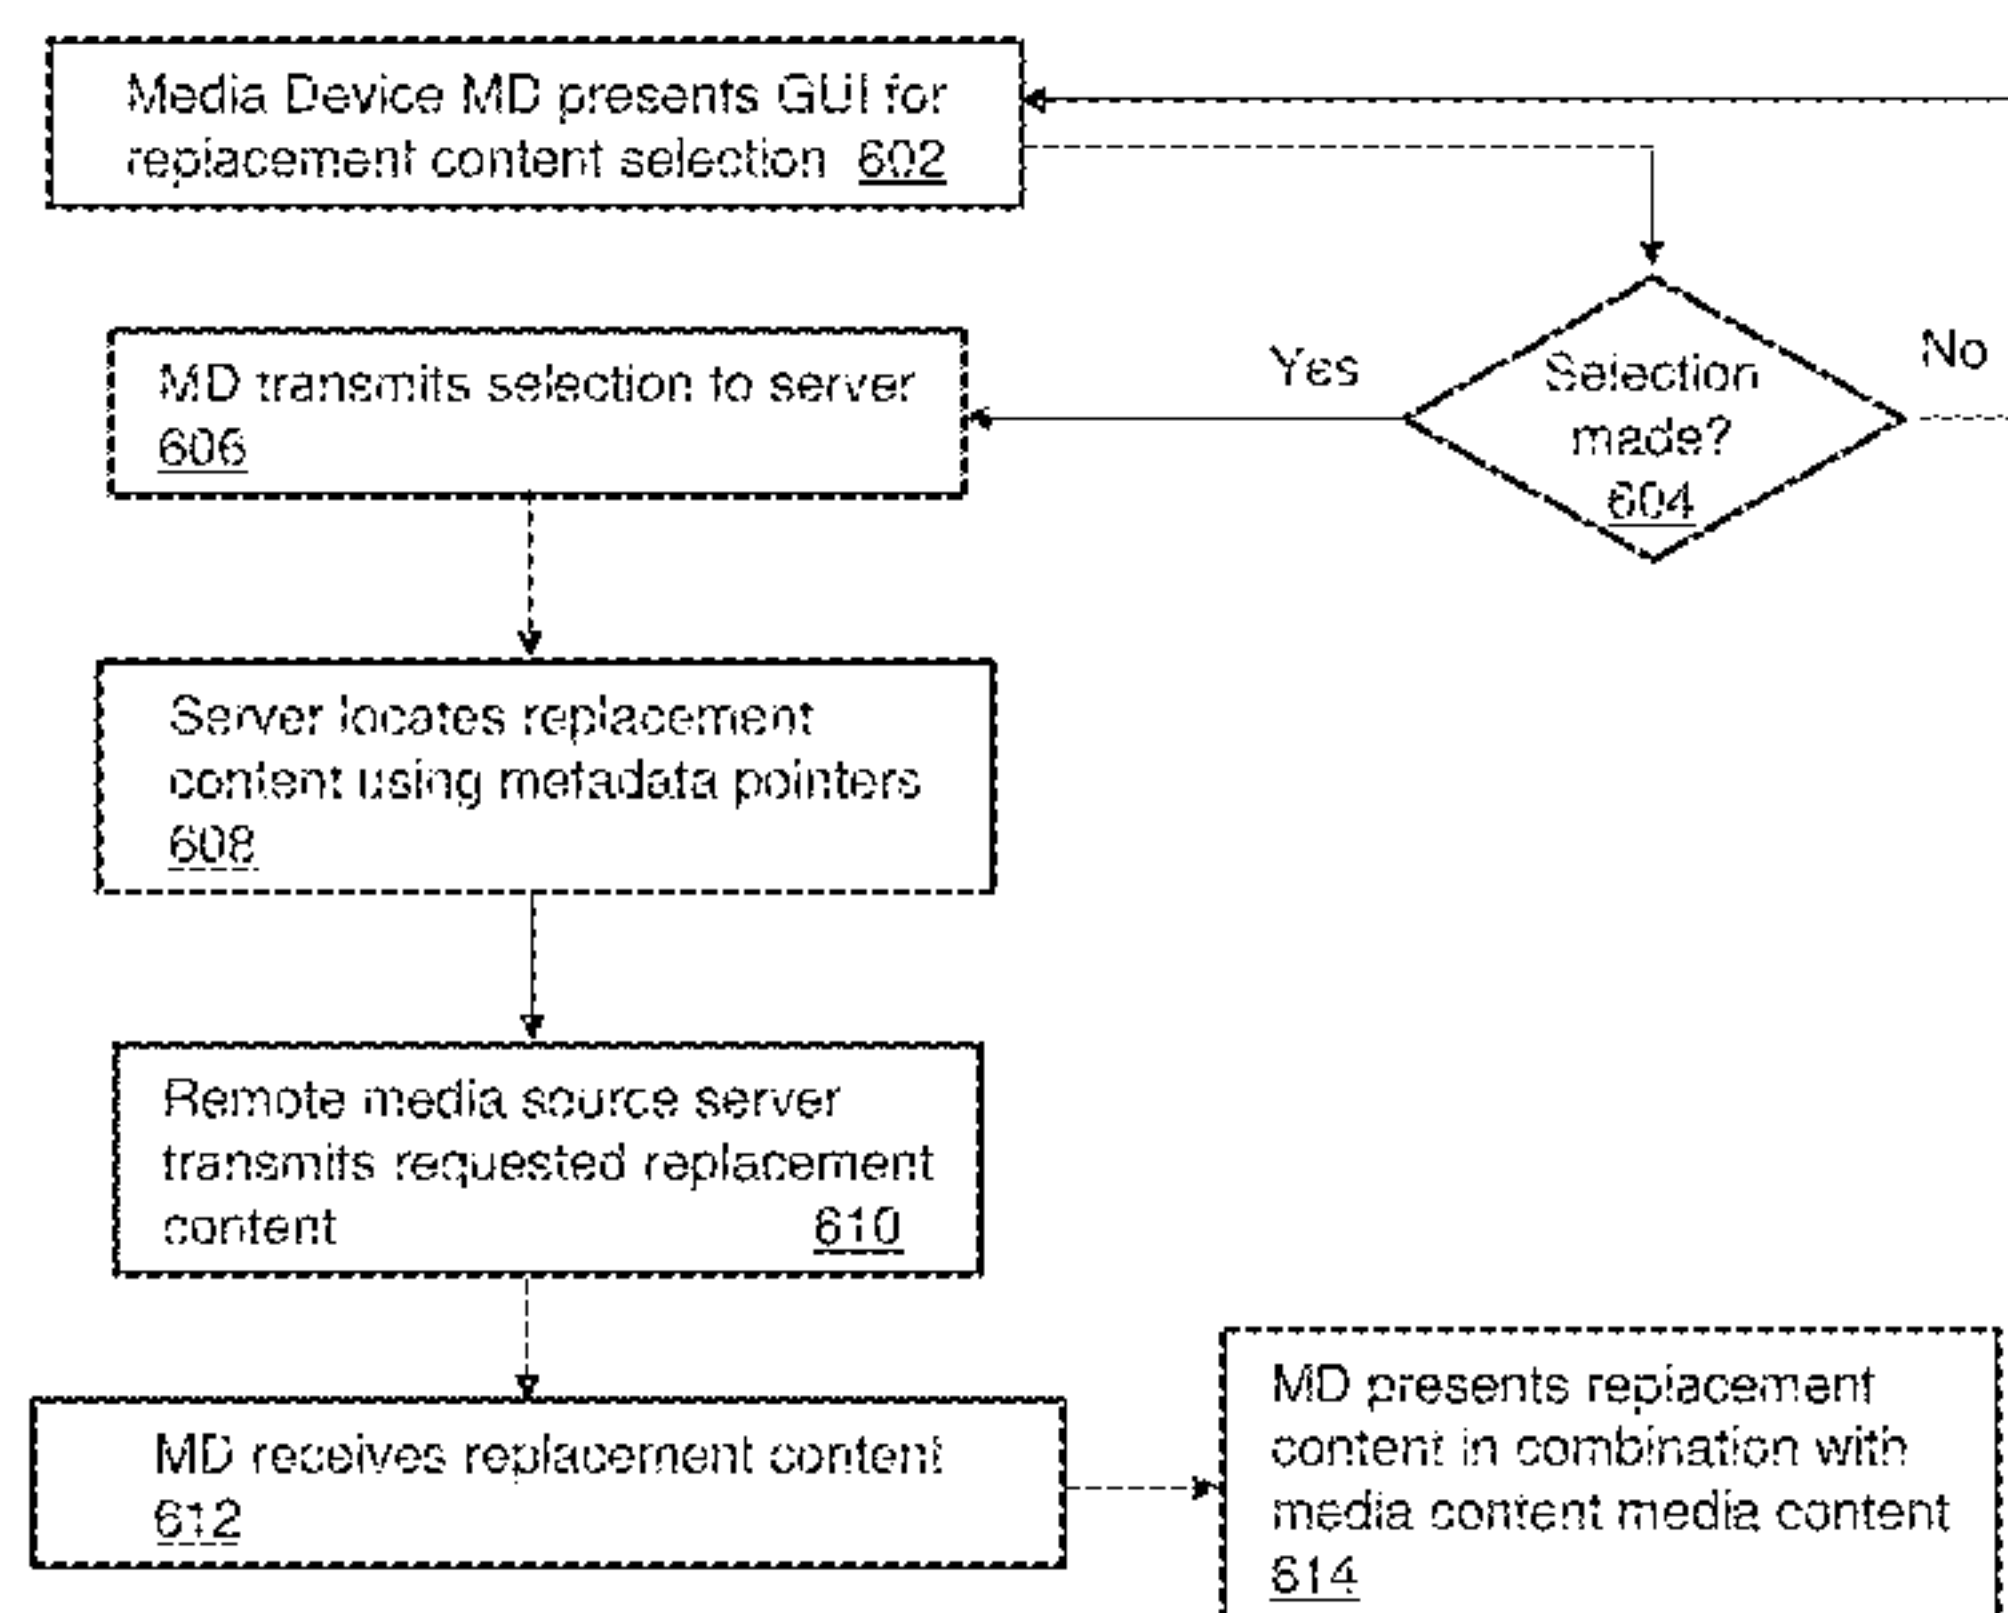 Media Device MD presents GUI for
replacement content selection 602
MD transmits selection to server
606
Yes
Selection
made?
604
No
Server locates replacement
content using metadata pointers
608
Remote media source server
transmits requested replacement
content 610
MD receives replacement content
612
MD presents replacement
content in combination with
media content media content
614